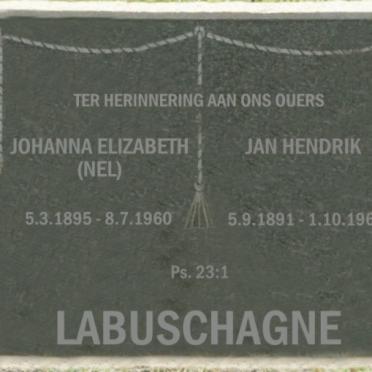 TER HERINNERING AAN ONS OUERS
JOHANNA ELIZABETH JAN HENDRIK
(NEL)
5.3.1895 - 8.7.1960 5.9.1891 - 1.10.196
Ps. 23:1
LABUSCHAGNE